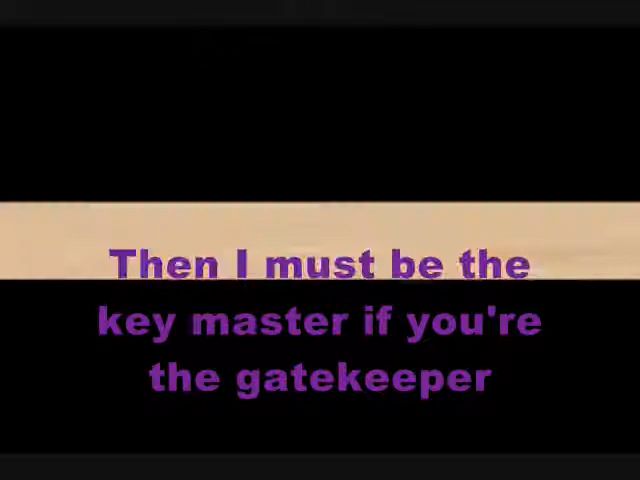 Then I must be the
key master if you're
the gatekeeper